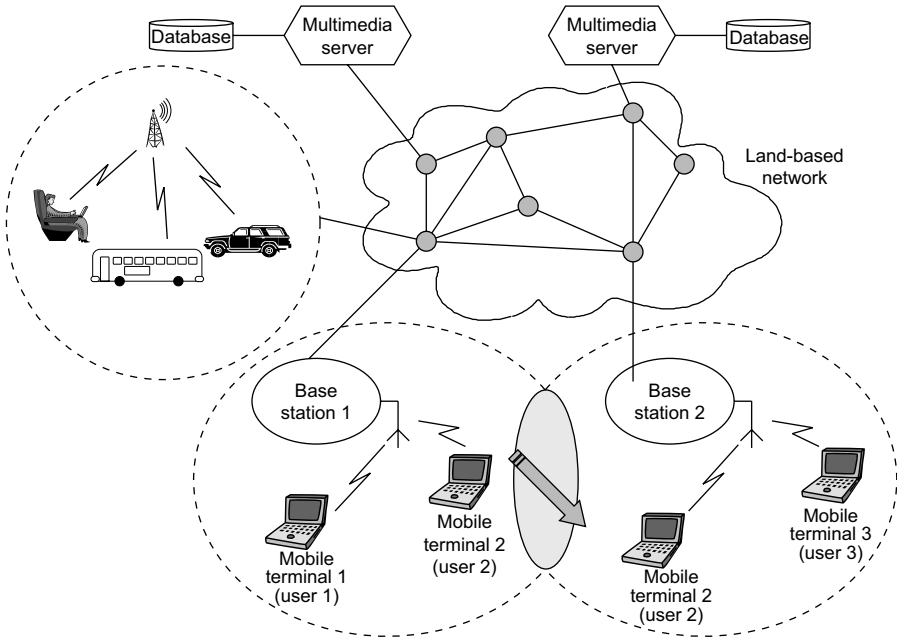 Database
Multimedia
server
Multimedia
server
Database
Land-based
network
Base
station 1
Base
station 2
Mobile
terminal 1
(user 1)
Mobile
terminal 2
(user 2)
Mobile
terminal 2
(user 2)
Mobile
terminal 3
(user 3)